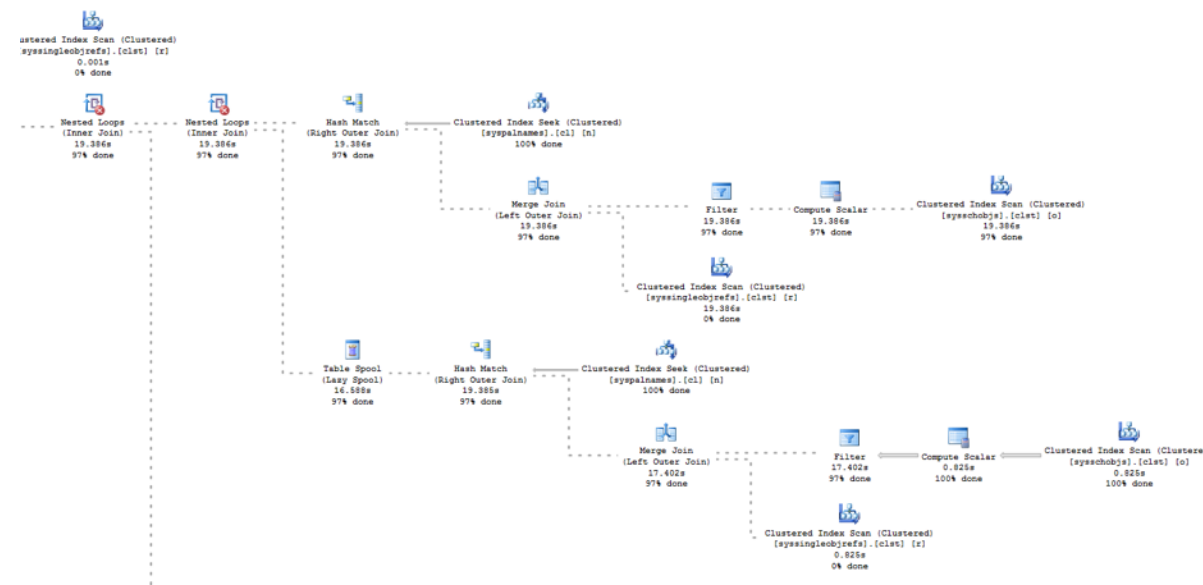 ustered Index Scan (Clustered)
syssingleobjrefs].[clst] [r]
0.001s
0% done
Nested Loops
(Inner Join)
19.386s
97% done
Nested Loops
(Inner Join)
19.386s
97% done
Hash Match
(Right Outer Join)
19.386s
97% done
Clustered Index Seek (Clustered)
[syspalnames].[cl] [n]
100% done
Merge Join
(Left Outer Join)
19.386s
97% done
Filter
19.386s
97% done
Compute Scalar
19.386s
97% done
Clustered Index Scan (Clustered)
[sysschobjs].[clst] [o]
19.386s
97% done
Clustered Index Scan (Clustered)
[syssingleobjrefs].[clst] [r]
19.386s
0% done
Table Spool
(Lazy Spool)
16.588s
97% done
Hash Match
(Right Outer Join)
19.385s
97% done
Clustered Index Seek (Clustered)
[syspalnames].[cl] [n]
100% done
Merge Join
(Left Outer Join)
17.402s
97% done
Filter
17.402s
97% done
Compute Scalar
0.825s
100% done
Clustered Index Scan (Clustere
[sysschobjs].[clst] [o]
0.825s
100% done
Clustered Index Scan (Clustered)
[syssingleobjrefs].[clst] [r]
0.825s
0% done